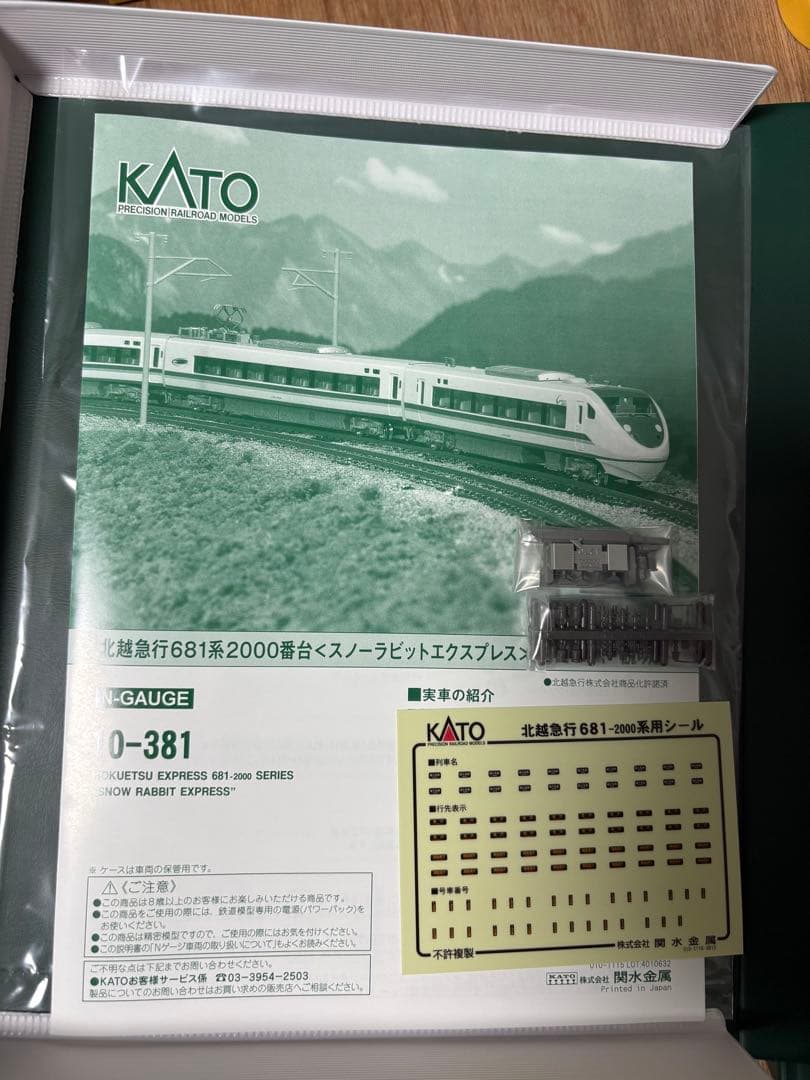 KATO
PRECISION RAILROAD MODELS
北越急行681系2000番台<スノーラビットエクスプレス>
●北越急行株式会社商品化許諾済
N-GAUGE
■実車の紹介
10-381
HOKUETSU EXPRESS 681-2000 SERIES
"SNOW RABBIT EXPRESS"
KATO
PRECISION RAILROAD MODELS
北越急行681-2000系用シール
■列車名
■行先表示
■号車番号
不許複製
株式会社 関水金属
※ ケースは車両の保管用です。
《ご注意》
●この商品は8歳以上のお客様にお楽しみいただける商品です。
●この商品をご使用の際には、鉄道模型専用の電源(パワーパック)を
お使いください。
●この商品は精密模型ですので、ご使用の際にはお気を付けください。
●この説明書の「Nゲージ車両の取り扱いについて」もよくお読みください。
ご不明な点は下記までお問い合わせください。
●KATOお客様サービス係 ☎03-3954-2503
製品についてのお問い合わせはお買い求めの販売店へご相談ください。
010-1115 LOT:4010632
KATO 株式会社 関水金属
Printed in Japan